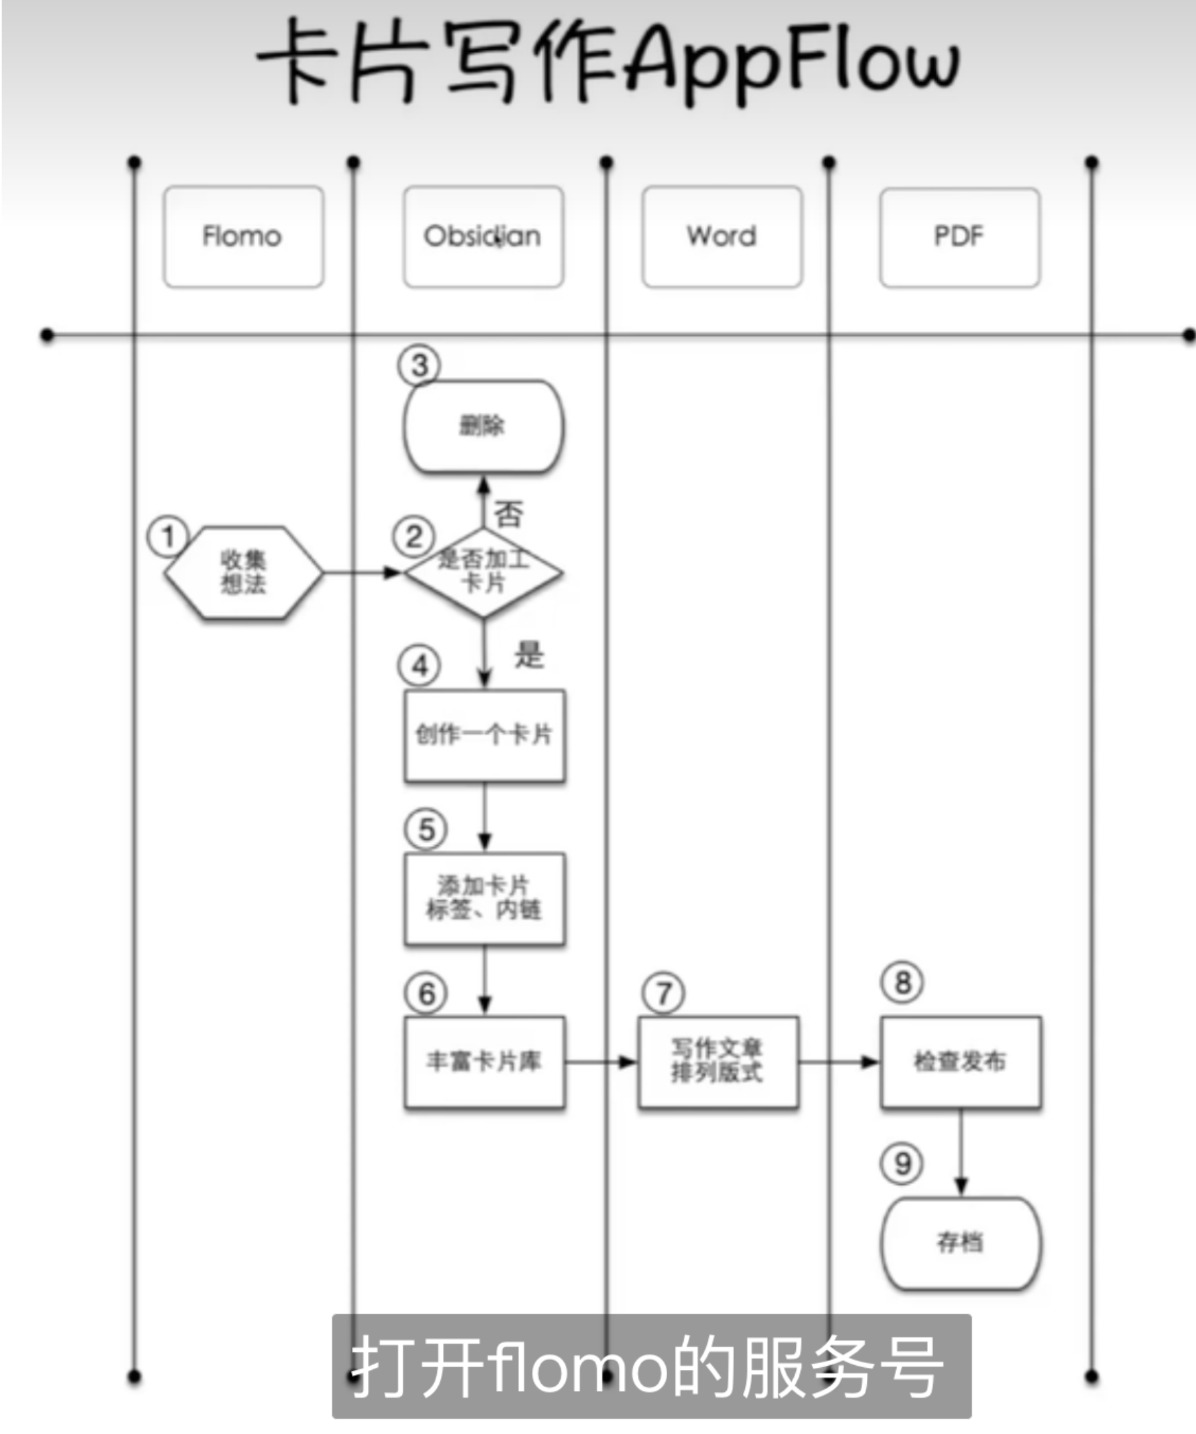 卡片写作AppFlow
Flomo
Obsidian
Word
PDF
③
删除
否
①
收集
想法
②
是否加工
卡片
是
④
创作一个卡片
⑤
添加卡片
标签、内链
⑥
丰富卡片库
⑦
写作文章
排列版式
⑧
检查发布
⑨
存档
打开flomo的服务号